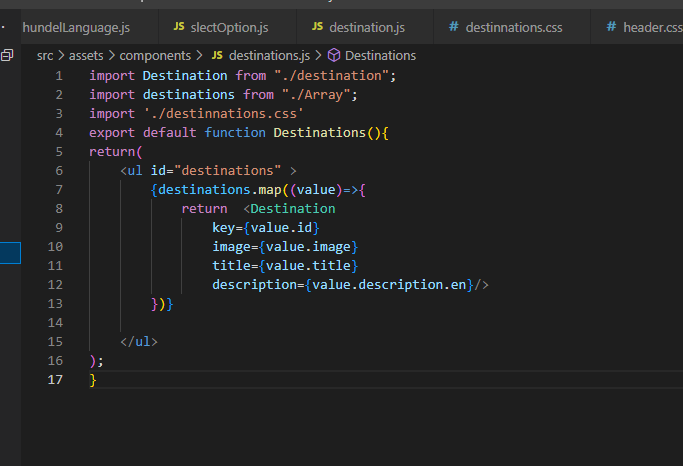 hundelLanguage.js JS slectOption.js JS destination.js # destinnations.css # header.css
src > assets > components > JS destinations.js > Destinations
1 import Destination from "./destination";
2 import destinations from "./Array";
3 import './destinnations.css'
4 export default function Destinations(){
5 return(
6 <ul id="destinations" >
7 {destinations.map((value)=>{
8 return <Destination
9 key={value.id}
10 image={value.image}
11 title={value.title}
12 description={value.description.en}/>
13 })}
14
15 </ul>
16 );
17 }